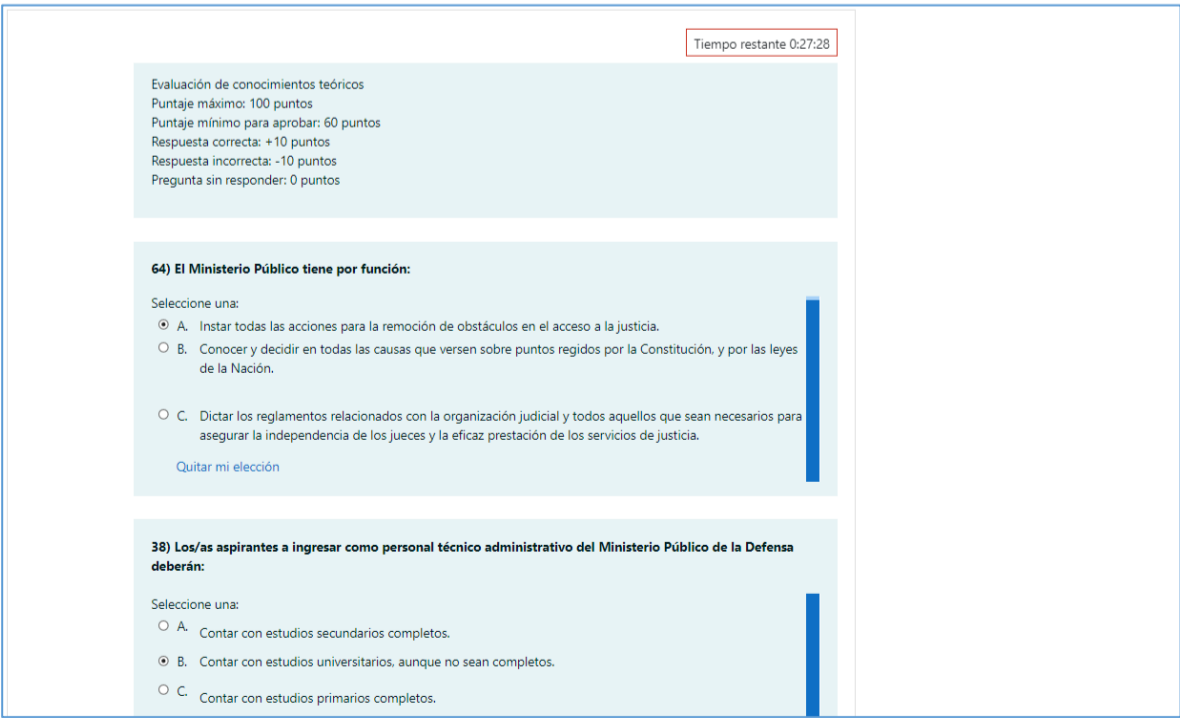 Tiempo restante 0:27:28
Evaluación de conocimientos teóricos
Puntaje máximo: 100 puntos
Puntaje mínimo para aprobar: 60 puntos
Respuesta correcta: +10 puntos
Respuesta incorrecta: -10 puntos
Pregunta sin responder: 0 puntos
64) El Ministerio Público tiene por función:
Seleccione una:
A. Instar todas las acciones para la remoción de obstáculos en el acceso a la justicia.
B. Conocer y decidir en todas las causas que versen sobre puntos regidos por la Constitución, y por las leyes
de la Nación.
C. Dictar los reglamentos relacionados con la organización judicial y todos aquellos que sean necesarios para
asegurar la independencia de los jueces y la eficaz prestación de los servicios de justicia.
Quitar mi elección
38) Los/as aspirantes a ingresar como personal técnico administrativo del Ministerio Público de la Defensa
deberán:
Seleccione una:
A. Contar con estudios secundarios completos.
B. Contar con estudios universitarios, aunque no sean completos.
C. Contar con estudios primarios completos.